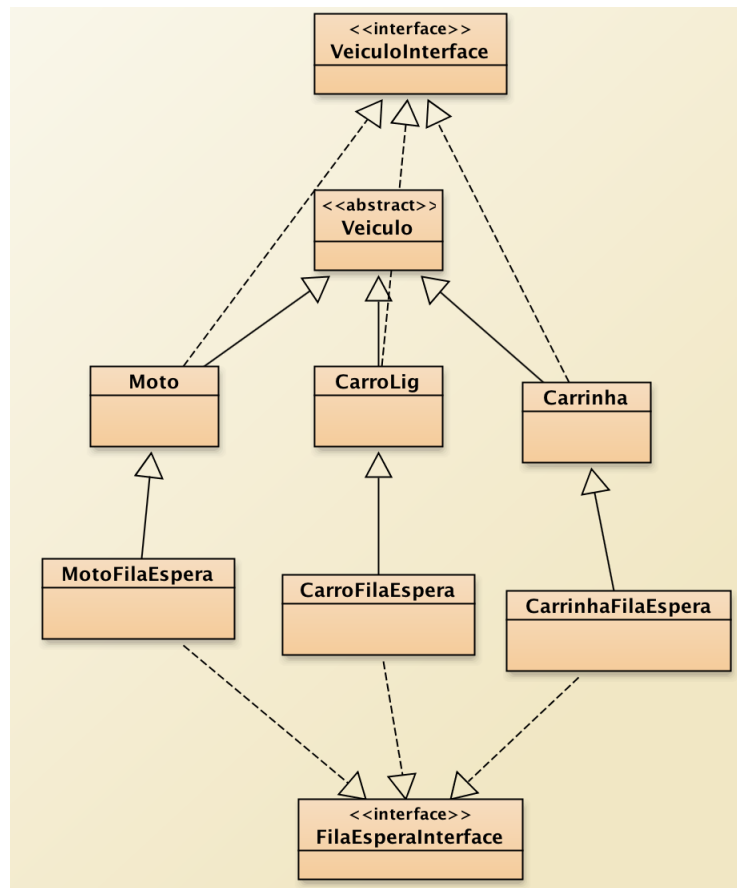 <<interface>>
VeiculoInterface
<<abstract>>
Veiculo
Moto
CarroLig
Carrinha
MotoFilaEspera
CarroFilaEspera
CarrinhaFilaEspera
<<interface>>
FilaEsperaInterface